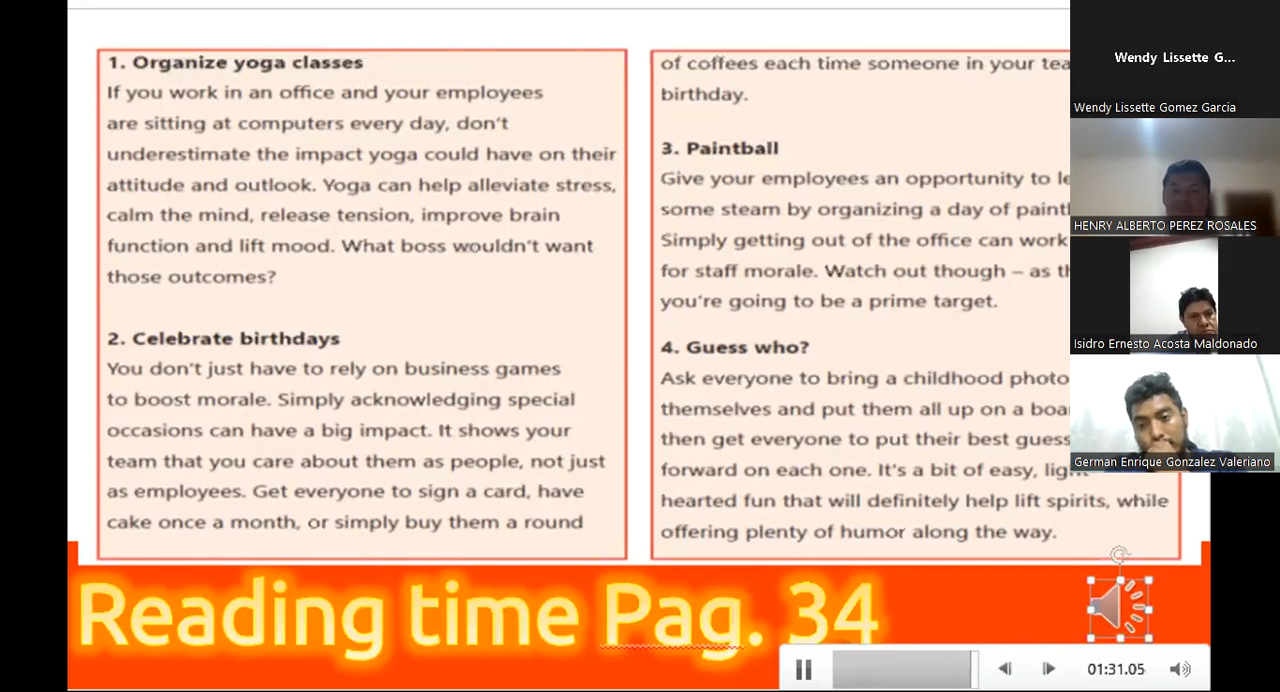 1. Organize yoga classes
If you work in an office and your employees
are sitting at computers every day, don't
underestimate the impact yoga could have on their
attitude and outlook. Yoga can help alleviate stress,
calm the mind, release tension, improve brain
function and lift mood. What boss wouldn't want
those outcomes?
2. Celebrate birthdays
You don't just have to rely on business games
to boost morale. Simply acknowledging special
occasions can have a big impact. It shows your
team that you care about them as people, not just
as employees. Get everyone to sign a card, have
cake once a month, or simply buy them a round
of coffees each time someone in your
birthday.
3. Paintball
Give your employees an opportunity to
some steam by organizing a day of
Simply getting out of the office can work
for staff morale. Watch out though – as
you're going to be a prime target.
4. Guess who?
Ask everyone to bring a childhood photo
themselves and put them all up on a
then get everyone to put their best guess
forward on each one. It's a bit of easy,
hearted fun that will definitely help lift spirits, while
offering plenty of humor along the way.
Reading time Pag. 34
01:31.05
Wendy Lissette G...
Wendy Lissette Gomez Garcia
HENRY ALBERTO PEREZ ROSALES
Isidro Ernesto Acosta Maldonado
German Enrique Gonzalez Valeriano